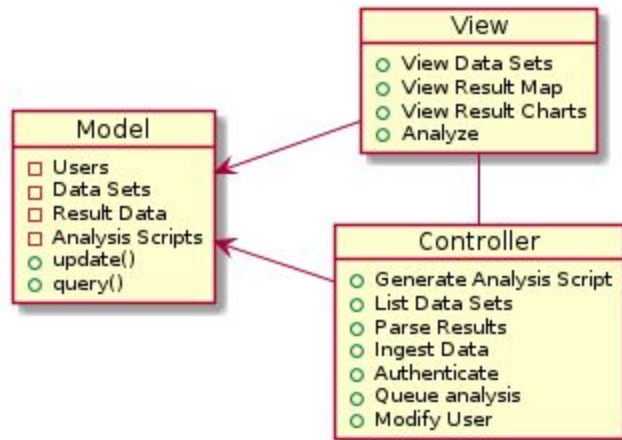 View
View Data Sets
View Result Map
View Result Charts
Analyze
Model
Users
Data Sets
Result Data
Analysis Scripts
update()
query()
Controller
Generate Analysis Script
List Data Sets
Parse Results
Ingest Data
Authenticate
Queue analysis
Modify User